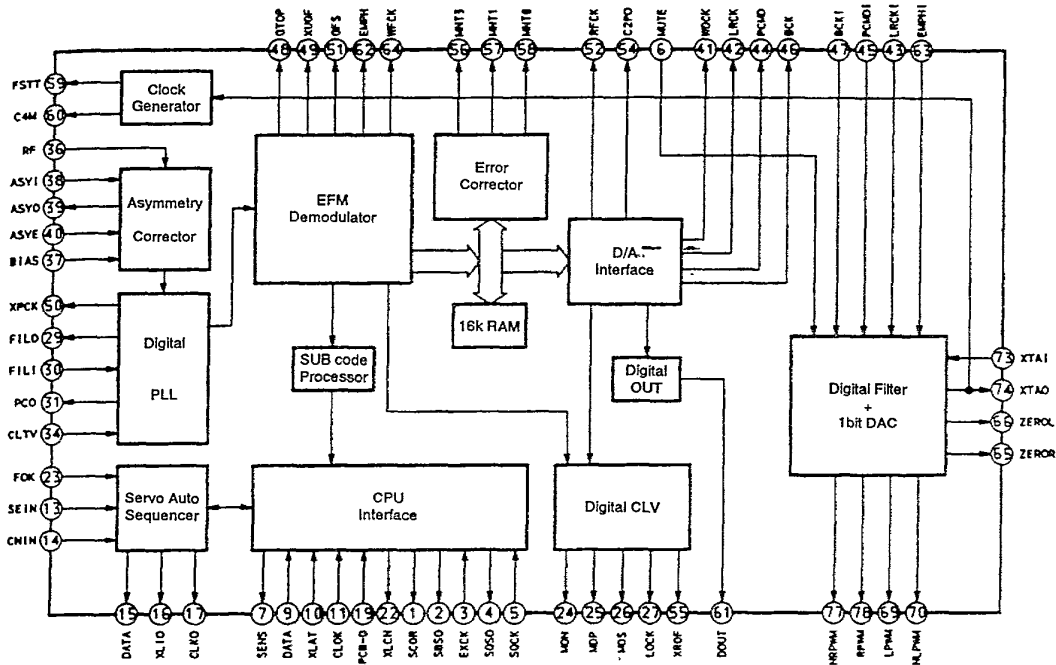 GTOP XUOF OFS EMPH WFCK MNT3 MNT1 MNT0 RFCK C2PO MUTE WDCK LRCK PCMD BCK BCKI PCMDI LRCKI EMPHI
48 49 51 62 64 56 57 58 52 54 6 41 42 44 46 47 45 43 63
FSTT 59
C4M 60
Clock
Generator
RF 36
ASYI 38
ASYO 39
ASYE 40
BIAS 37
Asymmetry
Corrector
EFM
Demodulator
Error
Corrector
D/A
Interface
16k RAM
XPCK 50
FILO 29
FILI 30
PCO 31
CLTV 34
Digital
PLL
SUB code
Processor
Digital
OUT
Digital Filter
+
1bit DAC
73 XTAI
74 XTAO
66 ZEROL
65 ZEROR
FOK 23
SEIN 13
CNIN 14
Servo Auto
Sequencer
CPU
Interface
Digital CLV
15 16 17 7 9 10 11 19 22 1 2 3 4 5 24 25 26 27 55 61 77 78 69 70
DATA XLTO CLKO SENS DATA XLAT CLOK PCB-D XLCN SCOR SBSO EXCK SOSO SQCK MON MDP MDS LOCK XROF DOUT NRPWM RPWM LPWM NLPWM